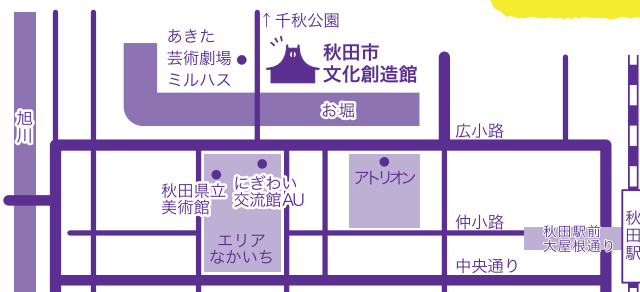 ↑千秋公園
あきた
芸術劇場
ミルハス
秋田市
文化創造館
お堀
旭川
広小路
秋田県立
美術館
にぎわい
交流館AU
アトリオン
エリア
なかいち
仲小路
秋田駅前
大屋根通り
秋田駅
中央通り